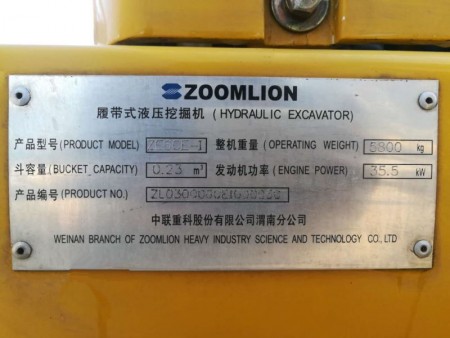 ZOOMLION
履带式液压挖掘机 (HYDRAULIC EXCAVATOR)
产品型号(PRODUCT MODEL) 整机重量 (OPERATING WEIGHT) 5800 kg
斗容量(BUCKET CAPACITY) 0.23 m³ 发动机功率(ENGINE POWER) 35.5 kW
产品编号(PRODUCT NO.)
中联重科股份有限公司渭南分公司
WEINAN BRANCH OF ZOOMLION HEAVY INDUSTRY SCIENCE AND TECHNOLOGY CO.,LTD